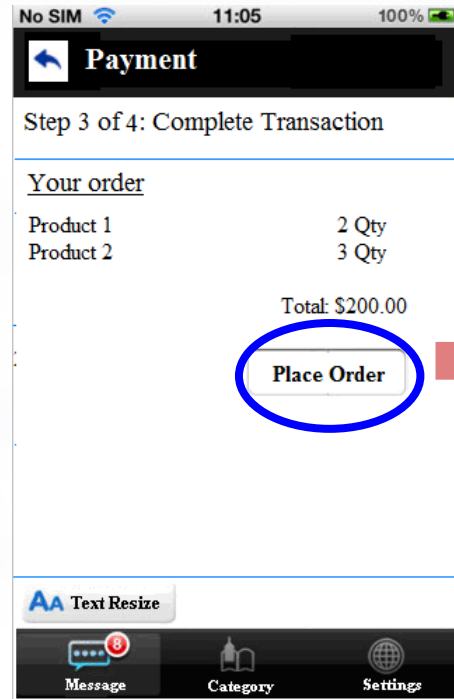 No SIM 11:05 100%
Payment
Step 3 of 4: Complete Transaction
Your order
Product 1 2 Qty
Product 2 3 Qty
Total: $200.00
Place Order
AA Text Resize
8
Message Category Settings